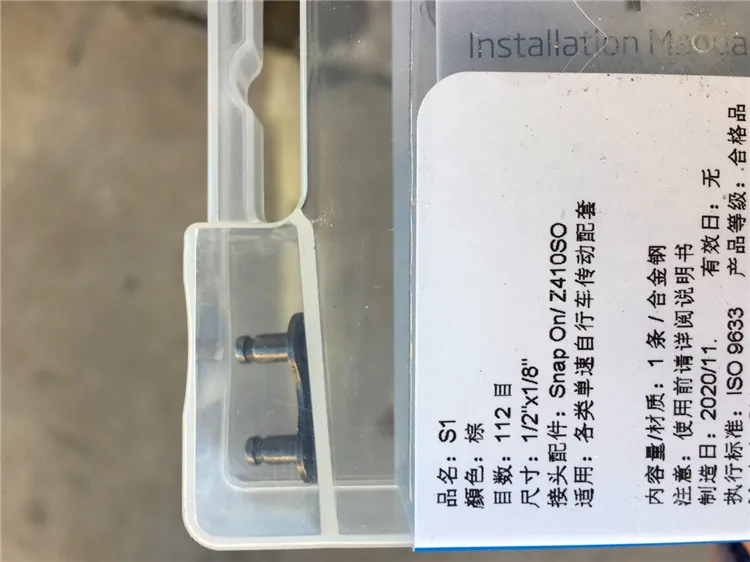 Installation Manual
品名：S1
顏色：棕
目数：112 目
尺寸：1/2"x1/8"
接头配件：Snap On/ Z410SO
适用：各类单速自行车传动配套
内容量/材质：1 条 / 合金钢
注意：使用前请详阅说明书
制造日：2020/11. 有效日：无
执行标准：ISO 9633 产品等级：合格品